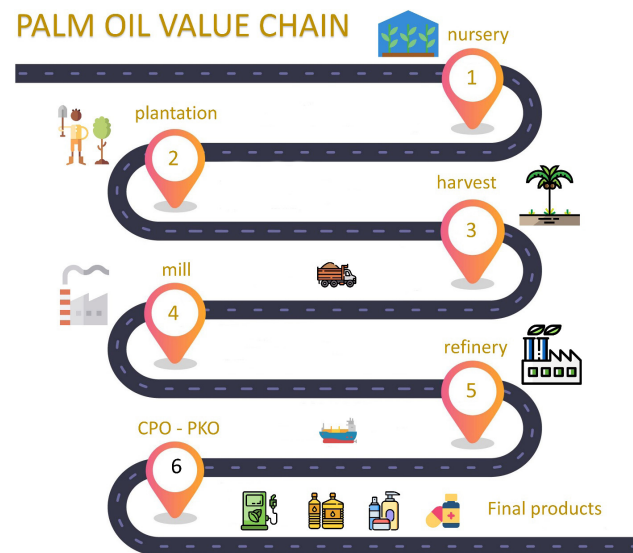 PALM OIL VALUE CHAIN
nursery
1
plantation
2
harvest
3
mill
4
refinery
5
CPO - PKO
6
Final products